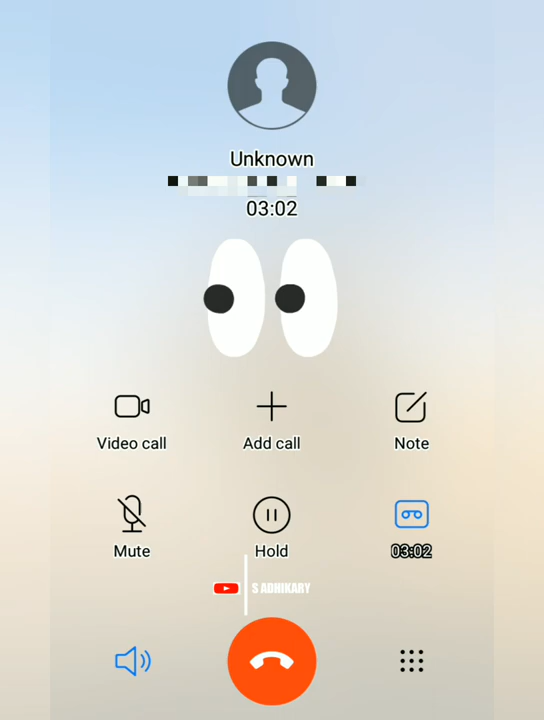 Unknown
03:02
Video call
Add call
Note
Mute
Hold
03:02
S ADHIKARY